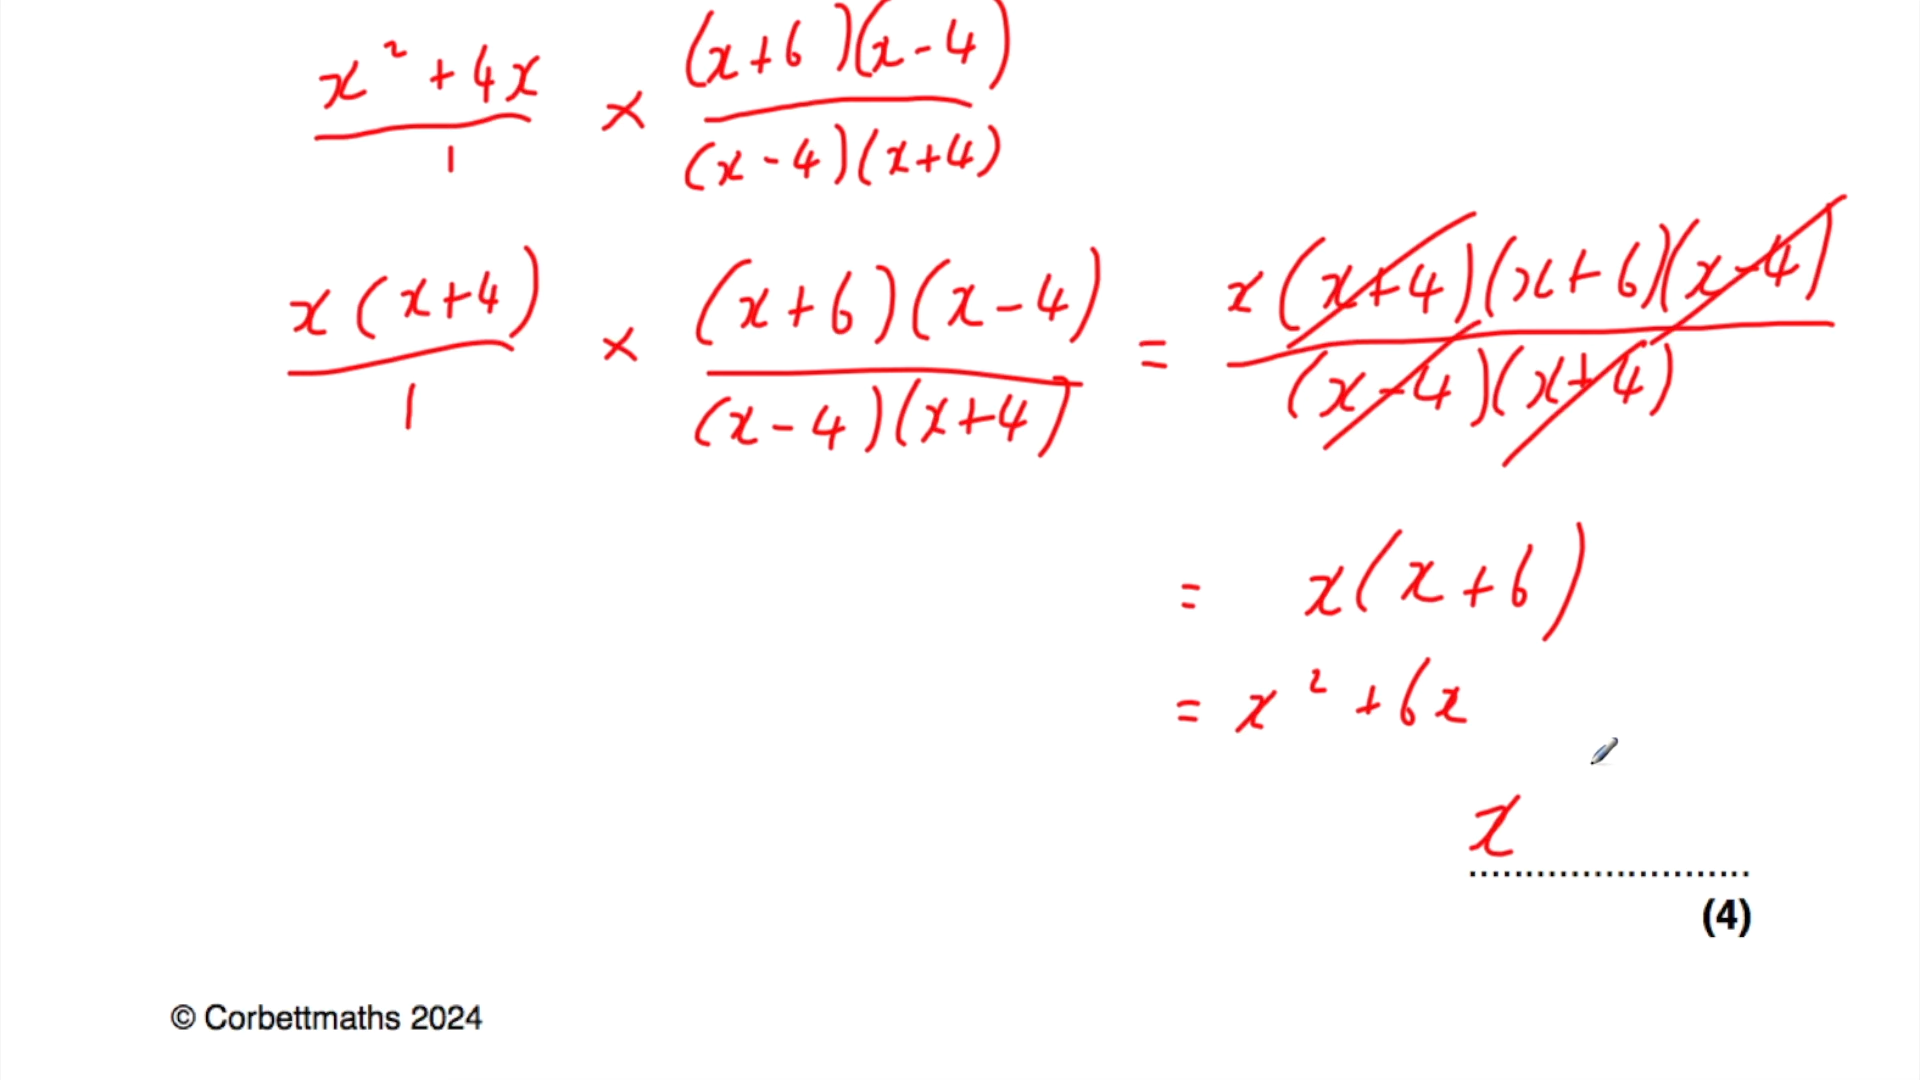 x² + 4x / 1 × (x+6)(x-4) / (x-4)(x+4)
x(x+4) / 1 × (x+6)(x-4) / (x-4)(x+4) = x(x+4)(x+6)(x-4) / (x-4)(x+4)
= x(x+6)
= x² + 6x
x
..........................
(4)
© Corbettmaths 2024